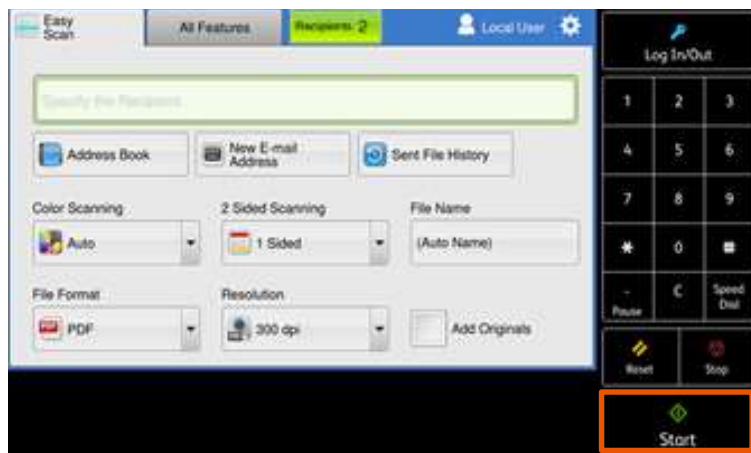 Easy
Scan
All Features
Recipients: 2
Local User
Log In/Out
Specify the Recipient.
Address Book
New E-mail
Address
Sent File History
1 2 3
4 5 6
7 8 9
* 0 #
Color Scanning
2 Sided Scanning
File Name
Auto
1 Sided
(Auto Name)
File Format
Resolution
PDF
300 dpi
Add Originals
-
Pause
C
Speed
Dial
Reset
Stop
Start